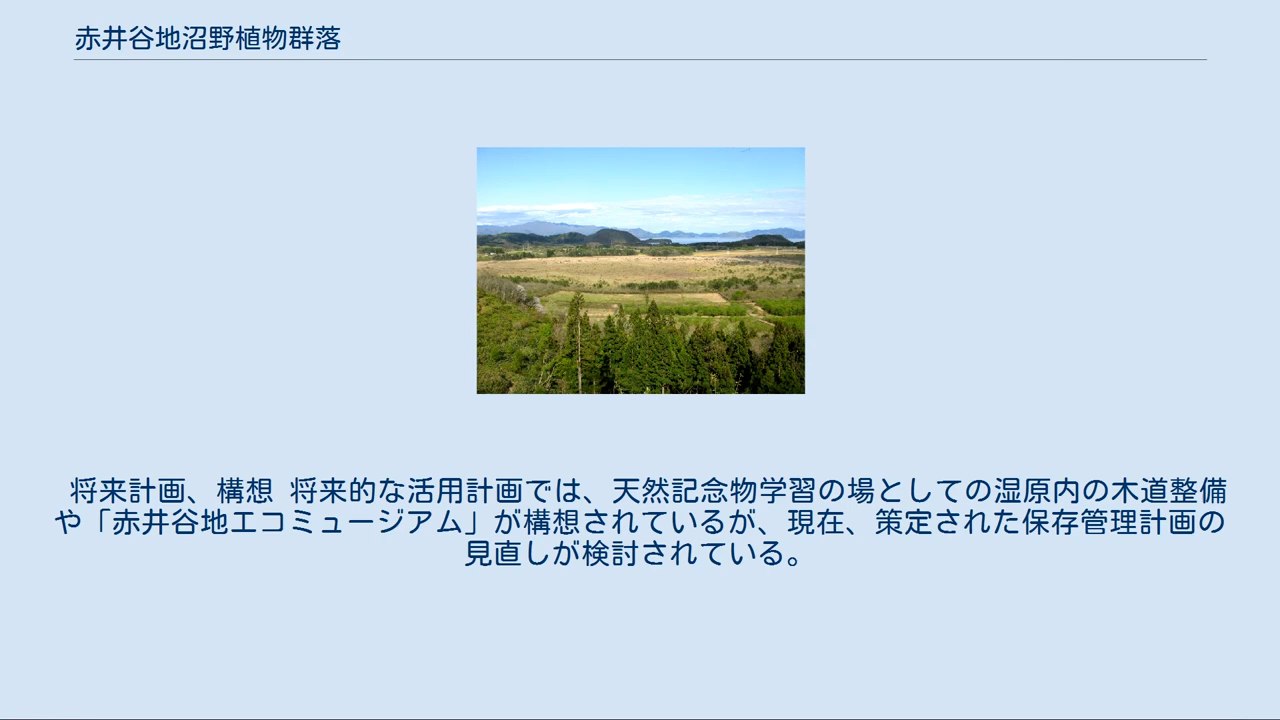 赤井谷地沼野植物群落
将来計画、構想 将来的な活用計画では、天然記念物学習の場としての湿原内の木道整備
や「赤井谷地エコミュージアム」が構想されているが、現在、策定された保存管理計画の
見直しが検討されている。